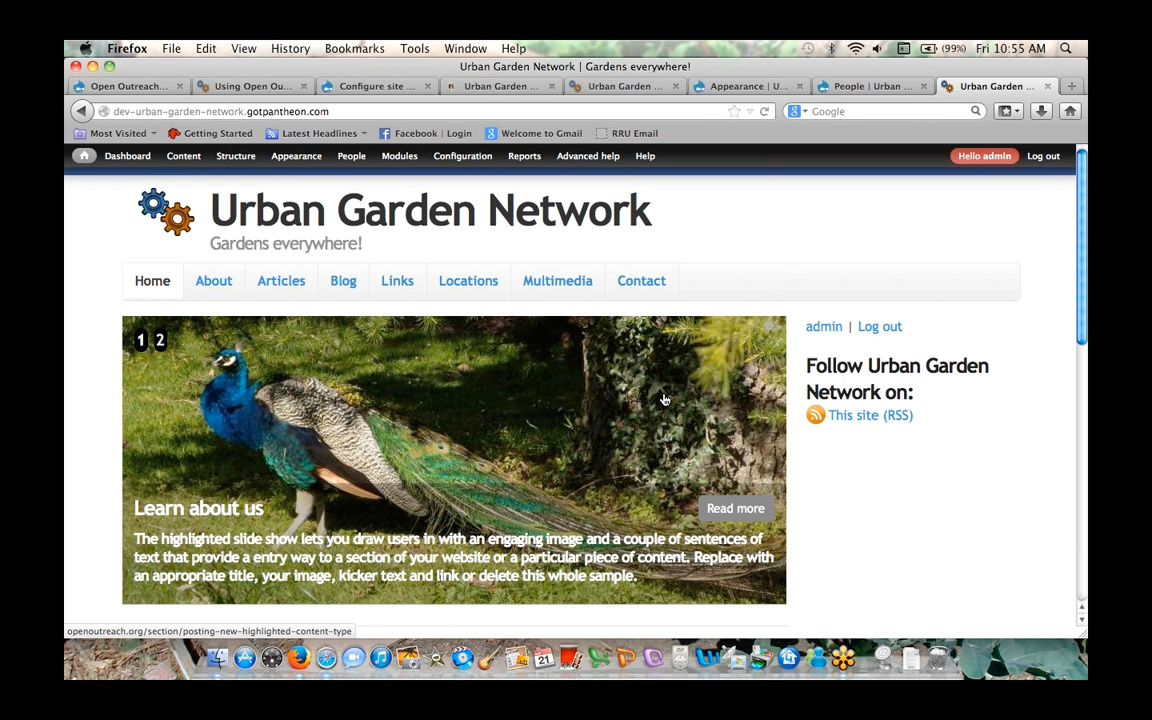 Firefox File Edit View History Bookmarks Tools Window Help (99%) Fri 10:55 AM
Urban Garden Network | Gardens everywhere!
Open Outreach... Using Open Ou... Configure site ... Urban Garden ... Urban Garden ... Appearance | U... People | Urban ... Urban Garden ...
dev-urban-garden-network.gotpantheon.com Google
Most Visited Getting Started Latest Headlines Facebook | Login Welcome to Gmail RRU Email
Dashboard Content Structure Appearance People Modules Configuration Reports Advanced help Help Hello admin Log out
Urban Garden Network
Gardens everywhere!
Home About Articles Blog Links Locations Multimedia Contact
1 2
admin | Log out
Follow Urban Garden
Network on:
This site (RSS)
Learn about us
Read more
The highlighted slide show lets you draw users in with an engaging image and a couple of sentences of
text that provide a entry way to a section of your website or a particular piece of content. Replace with
an appropriate title, your image, kicker text and link or delete this whole sample.
openoutreach.org/section/posting-new-highlighted-content-type
21